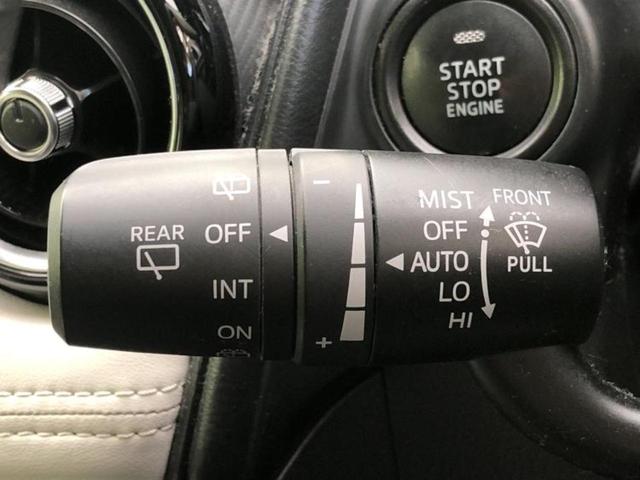 START
STOP
ENGINE
REAR
OFF
INT
ON
−
+
MIST
OFF
AUTO
LO
HI
FRONT
PULL